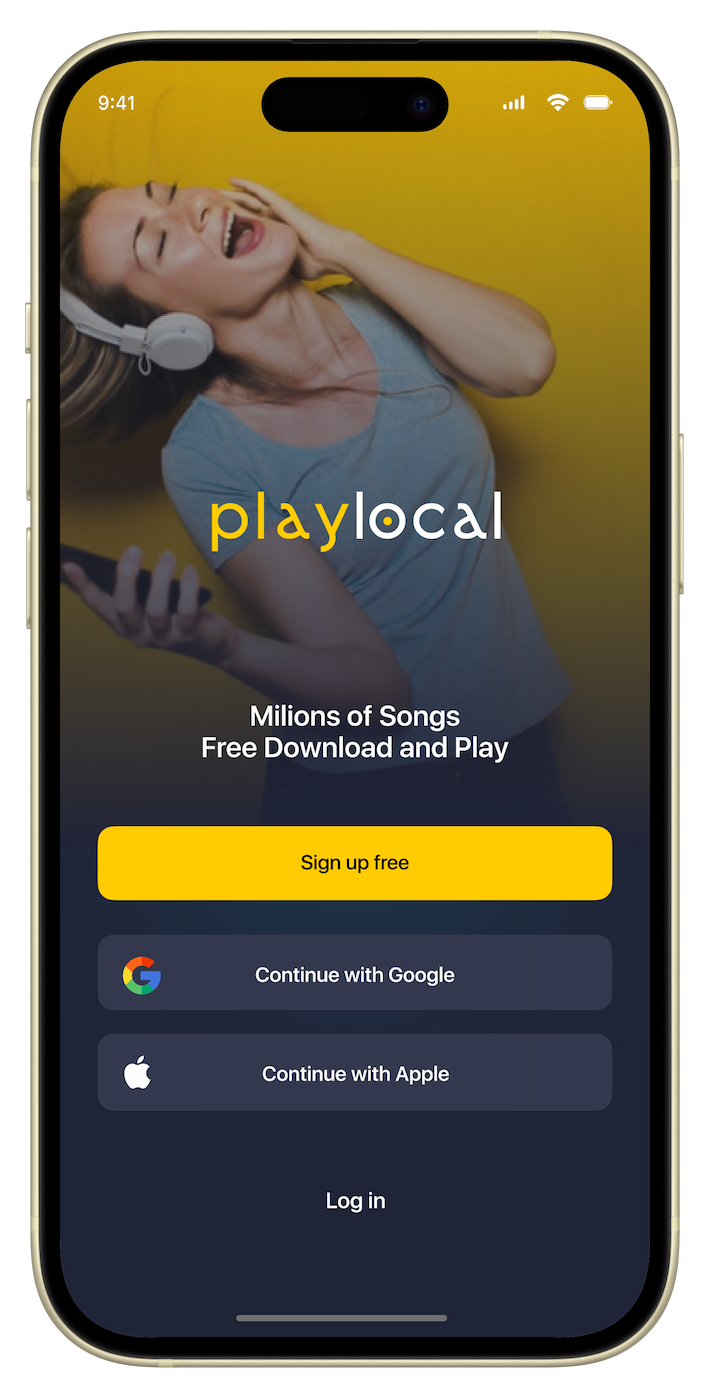 9:41
playlocal
Milions of Songs
Free Download and Play
Sign up free
Continue with Google
Continue with Apple
Log in